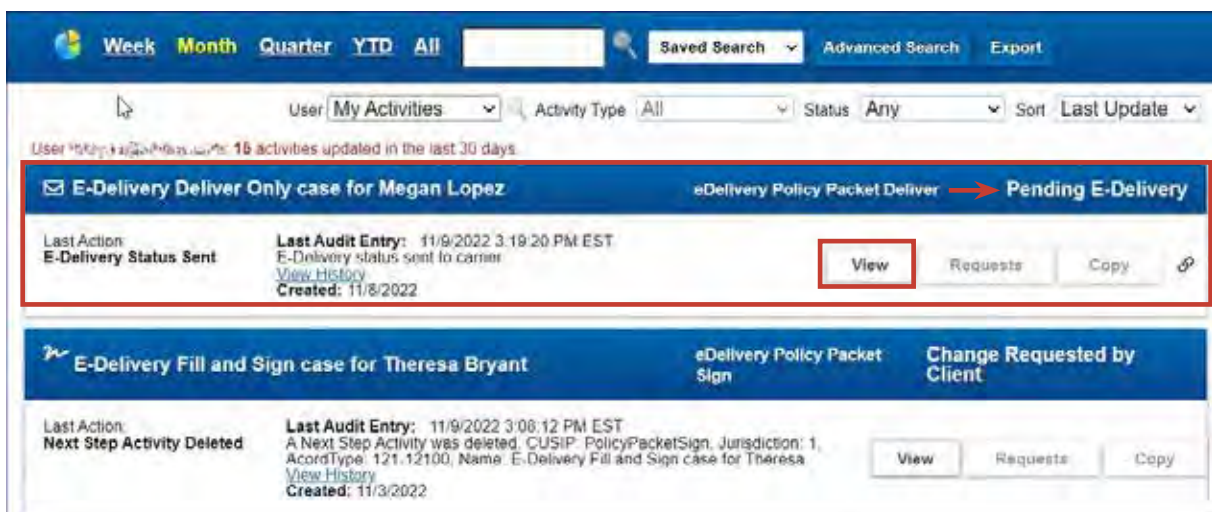 Week Month Quarter YTD All Saved Search Advanced Search Export
User My Activities Activity Type All Status Any Sort Last Update
User 16 activities updated in the last 30 days.
E-Delivery Deliver Only case for Megan Lopez eDelivery Policy Packet Deliver Pending E-Delivery
Last Action: Last Audit Entry: 11/9/2022 3:19:20 PM EST
E-Delivery Status Sent E-Delivery status sent to carrier
View History View Requests Copy
Created: 11/8/2022
E-Delivery Fill and Sign case for Theresa Bryant eDelivery Policy Packet Change Requested by
Sign Client
Last Action: Last Audit Entry: 11/9/2022 3:08:12 PM EST
Next Step Activity Deleted A Next Step Activity was deleted, CUSIP: PolicyPacketSign, Jurisdiction: 1,
AcordType: 121.12100, Name: E-Delivery Fill and Sign case for Theresa View Requests Copy
View History
Created: 11/3/2022